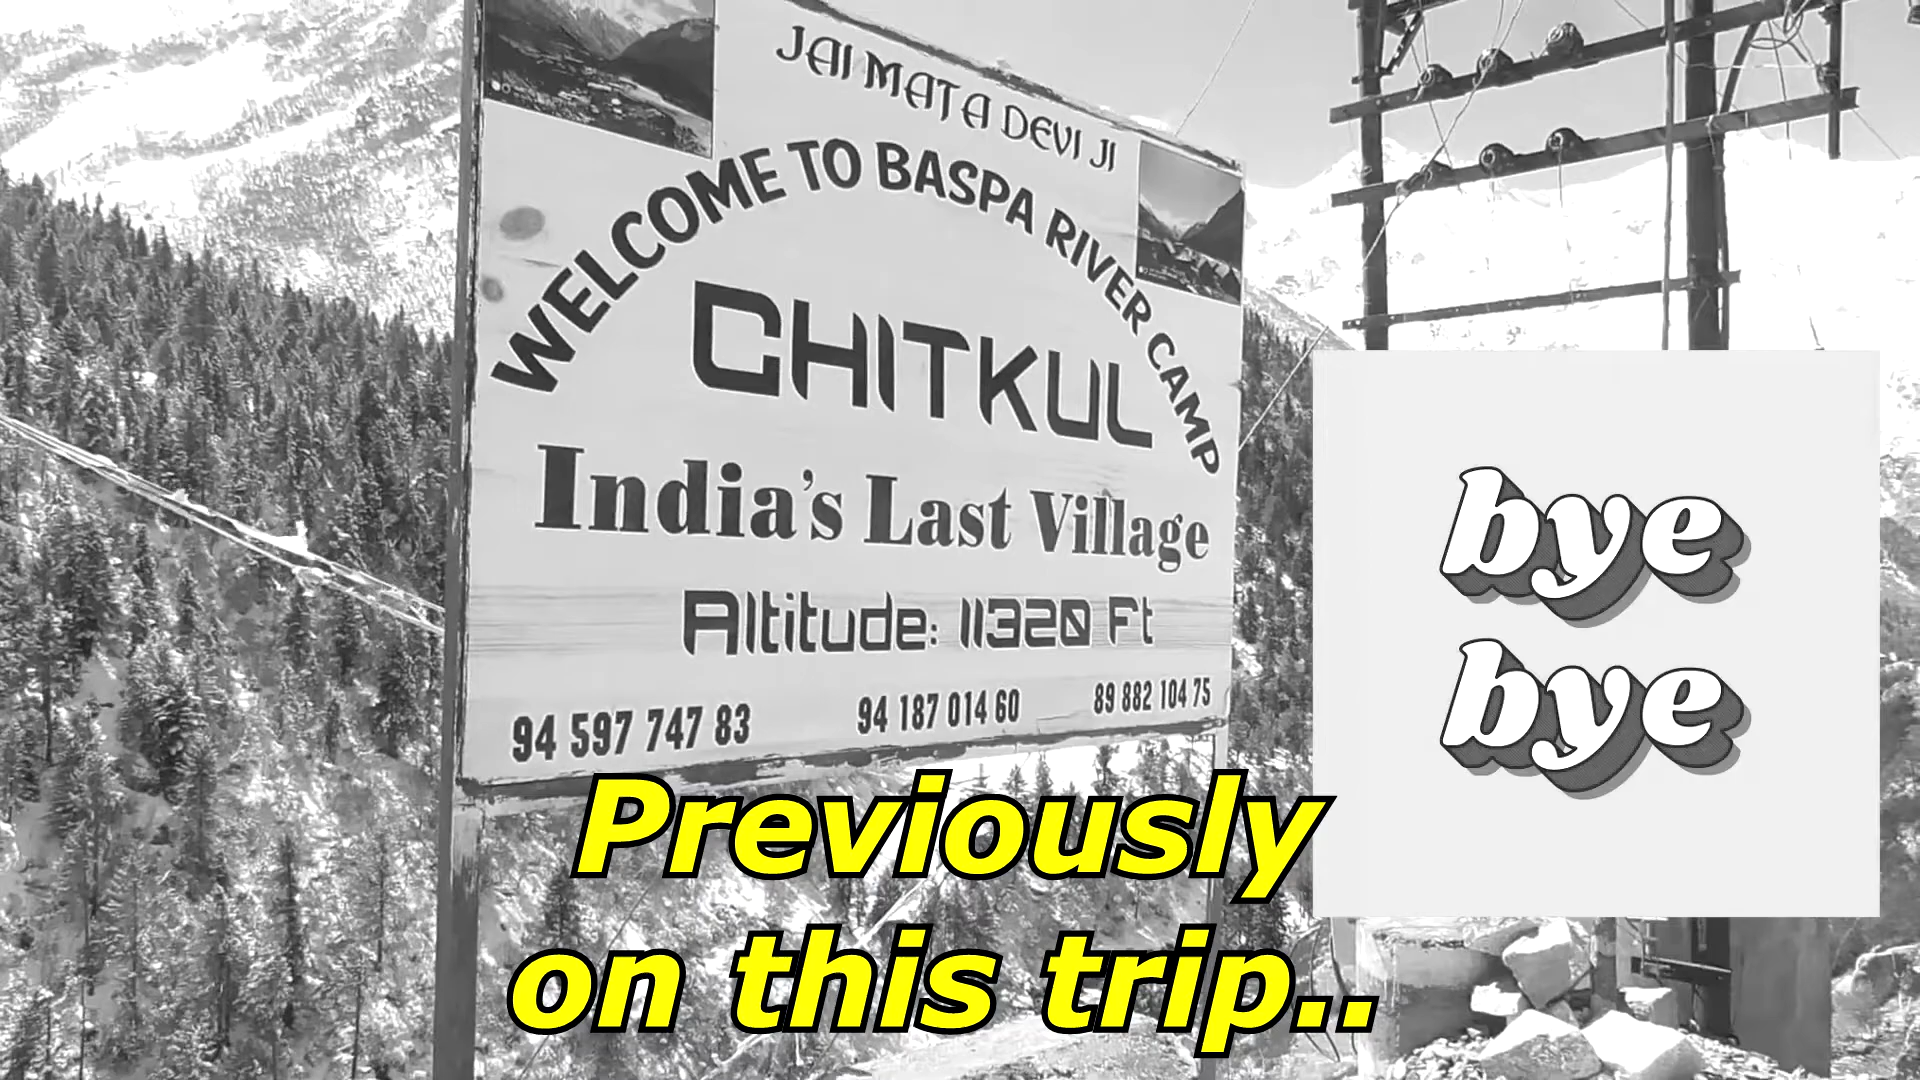 JAI MATA DEVI JI
WELCOME TO BASPA RIVER CAMP
CHITKUL
India's Last Village
Altitude: 11320 Ft
94 597 747 83
94 187 014 60
89 882 104 75
bye
bye
Previously
on this trip..